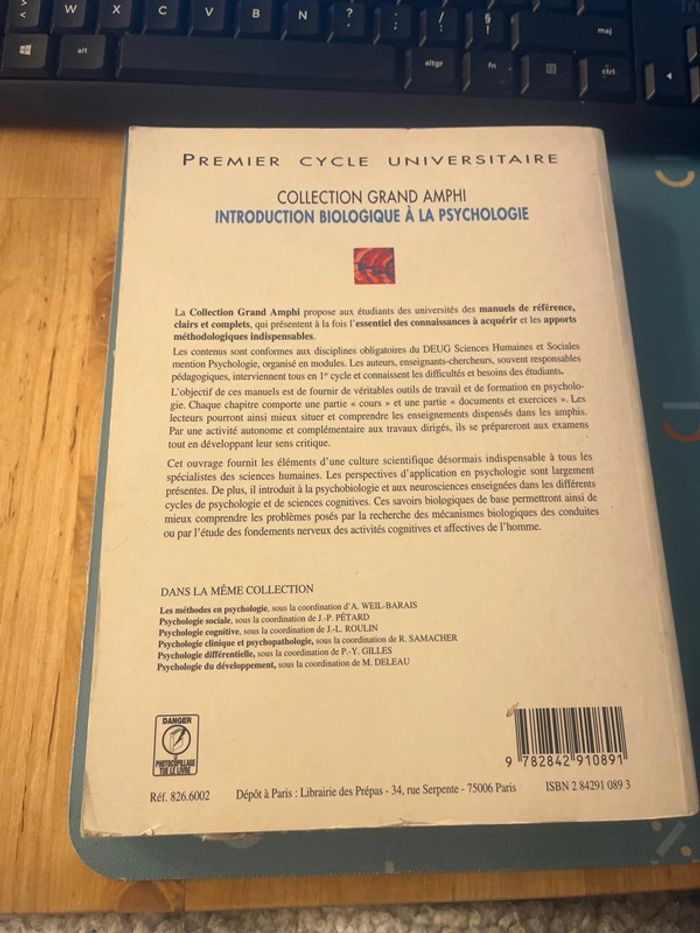 W X C V B N ? ; / § !
alt altgr fn ctrl maj
PREMIER CYCLE UNIVERSITAIRE
COLLECTION GRAND AMPHI
INTRODUCTION BIOLOGIQUE À LA PSYCHOLOGIE
La Collection Grand Amphi propose aux étudiants des universités des manuels de référence,
clairs et complets, qui présentent à la fois l'essentiel des connaissances à acquérir et les apports
méthodologiques indispensables.
Les contenus sont conformes aux disciplines obligatoires du DEUG Sciences Humaines et Sociales
mention Psychologie, organisé en modules. Les auteurs, enseignants-chercheurs, souvent responsables
pédagogiques, interviennent tous en 1er cycle et connaissent les difficultés et besoins des étudiants.
L'objectif de ces manuels est de fournir de véritables outils de travail et de formation en psycholo-
gie. Chaque chapitre comporte une partie « cours » et une partie « documents et exercices ». Les
lecteurs pourront ainsi mieux situer et comprendre les enseignements dispensés dans les amphis.
Par une activité autonome et complémentaire aux travaux dirigés, ils se prépareront aux examens
tout en développant leur sens critique.
Cet ouvrage fournit les éléments d'une culture scientifique désormais indispensable à tous les
spécialistes des sciences humaines. Les perspectives d'application en psychologie sont largement
présentes. De plus, il introduit à la psychobiologie et aux neurosciences enseignées dans les différents
cycles de psychologie et de sciences cognitives. Ces savoirs biologiques de base permettront ainsi de
mieux comprendre les problèmes posés par la recherche des mécanismes biologiques des conduites
ou par l'étude des fondements nerveux des activités cognitives et affectives de l'homme.
DANS LA MÊME COLLECTION
Les méthodes en psychologie, sous la coordination d'A. WEIL-BARAIS
Psychologie sociale, sous la coordination de J.-P. PÉTARD
Psychologie cognitive, sous la coordination de J.-L. ROULIN
Psychologie clinique et psychopathologie, sous la coordination de R. SAMACHER
Psychologie différentielle, sous la coordination de P.-Y. GILLES
Psychologie du développement, sous la coordination de M. DELEAU
DANGER
PHOTOCOPILLAGE
TUE LE LIVRE
9 782842 910891
Réf. 826.6002 Dépôt à Paris : Librairie des Prépas - 34, rue Serpente - 75006 Paris ISBN 2 84291 089 3